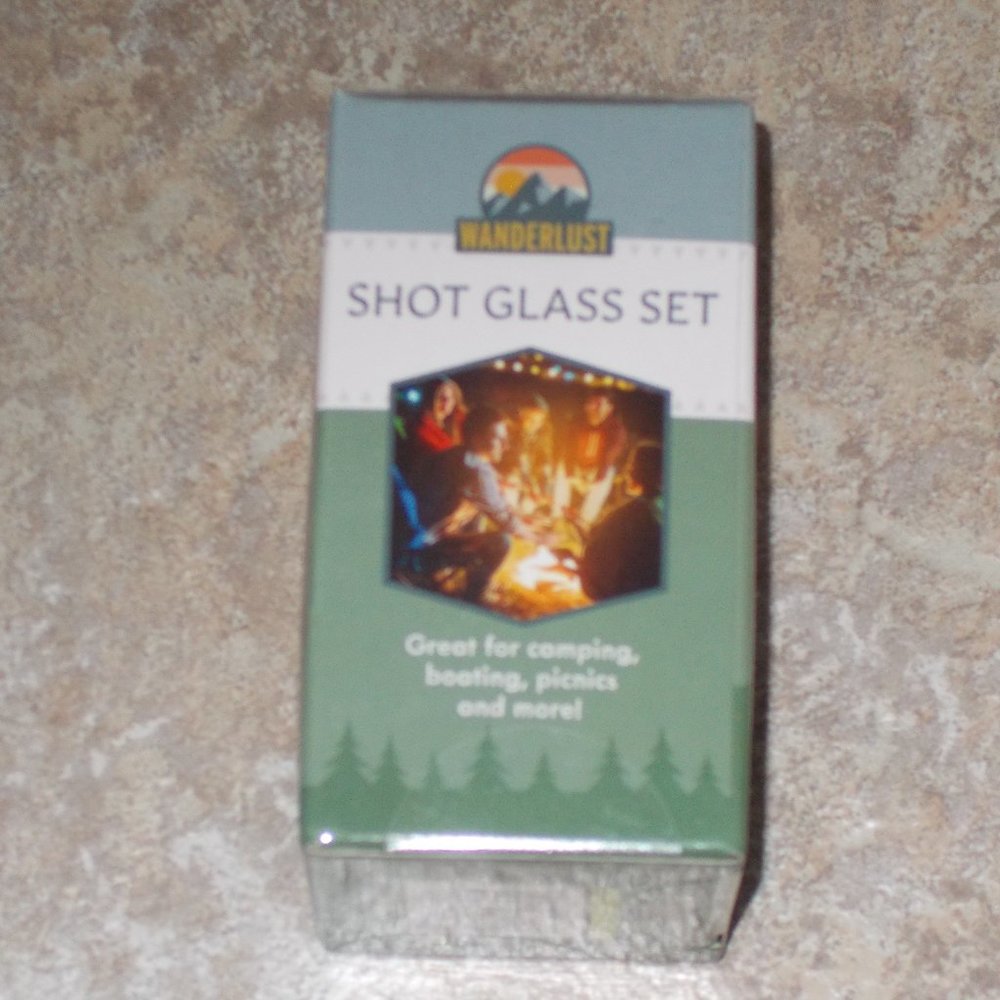 WANDERLUST
SHOT GLASS SET
Great for camping,
boating, picnics
and more!